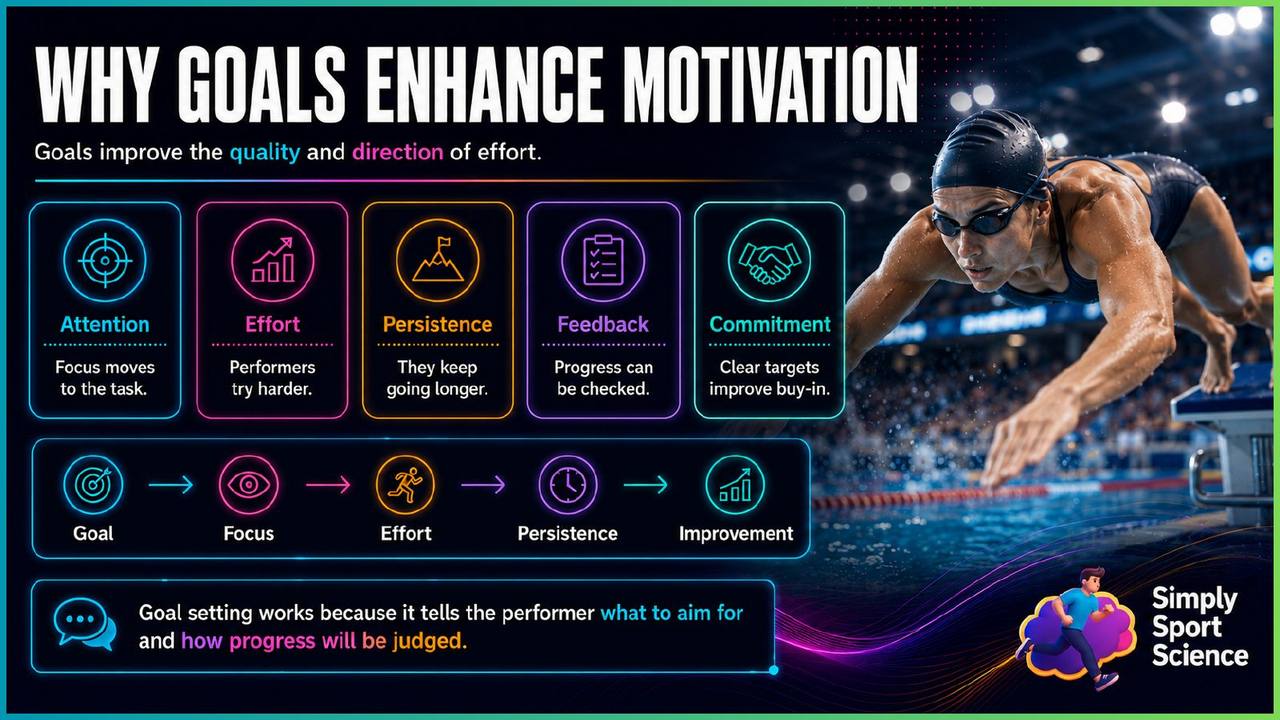 WHY GOALS ENHANCE MOTIVATION
Goals improve the quality and direction of effort.
Attention
Focus moves
to the task.
Effort
Performers
try harder.
Persistence
They keep
going longer.
Feedback
Progress can
be checked.
Commitment
Clear targets
improve buy-in.
Goal
Focus
Effort
Persistence
Improvement
Goal setting works because it tells the performer what to aim for
and how progress will be judged.
Simply
Sport
Science